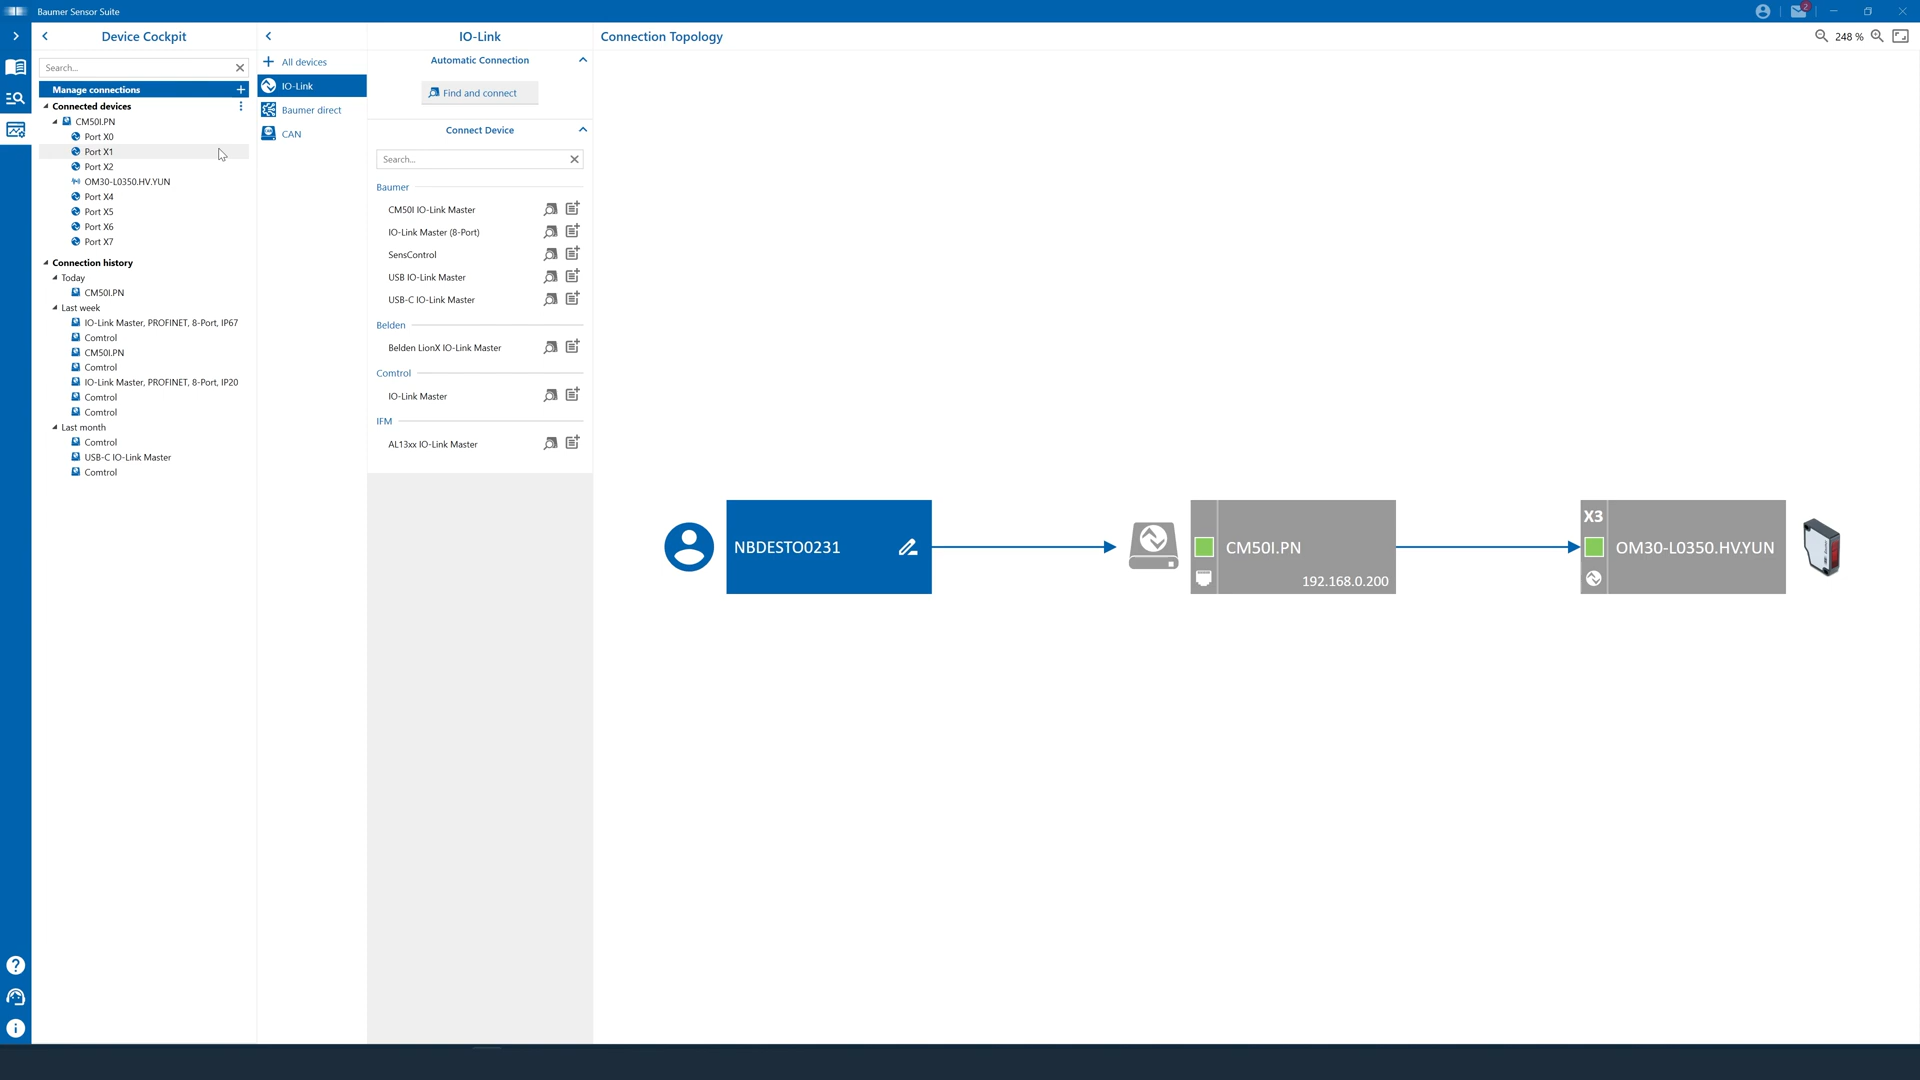 Baumer Sensor Suite
2
Device Cockpit
Search...
Manage connections
Connected devices
CM50I.PN
Port X0
Port X1
Port X2
OM30-L0350.HV.YUN
Port X4
Port X5
Port X6
Port X7
Connection history
Today
CM50I.PN
Last week
IO-Link Master, PROFINET, 8-Port, IP67
Comtrol
CM50I.PN
Comtrol
IO-Link Master, PROFINET, 8-Port, IP20
Comtrol
Comtrol
Last month
Comtrol
USB-C IO-Link Master
Comtrol
All devices
IO-Link
Baumer direct
CAN
IO-Link
Automatic Connection
Find and connect
Connect Device
Search...
Baumer
CM50I IO-Link Master
IO-Link Master (8-Port)
SensControl
USB IO-Link Master
USB-C IO-Link Master
Belden
Belden LionX IO-Link Master
Comtrol
IO-Link Master
IFM
AL13xx IO-Link Master
Connection Topology
248 %
NBDESTO0231
CM50I.PN
192.168.0.200
X3
OM30-L0350.HV.YUN